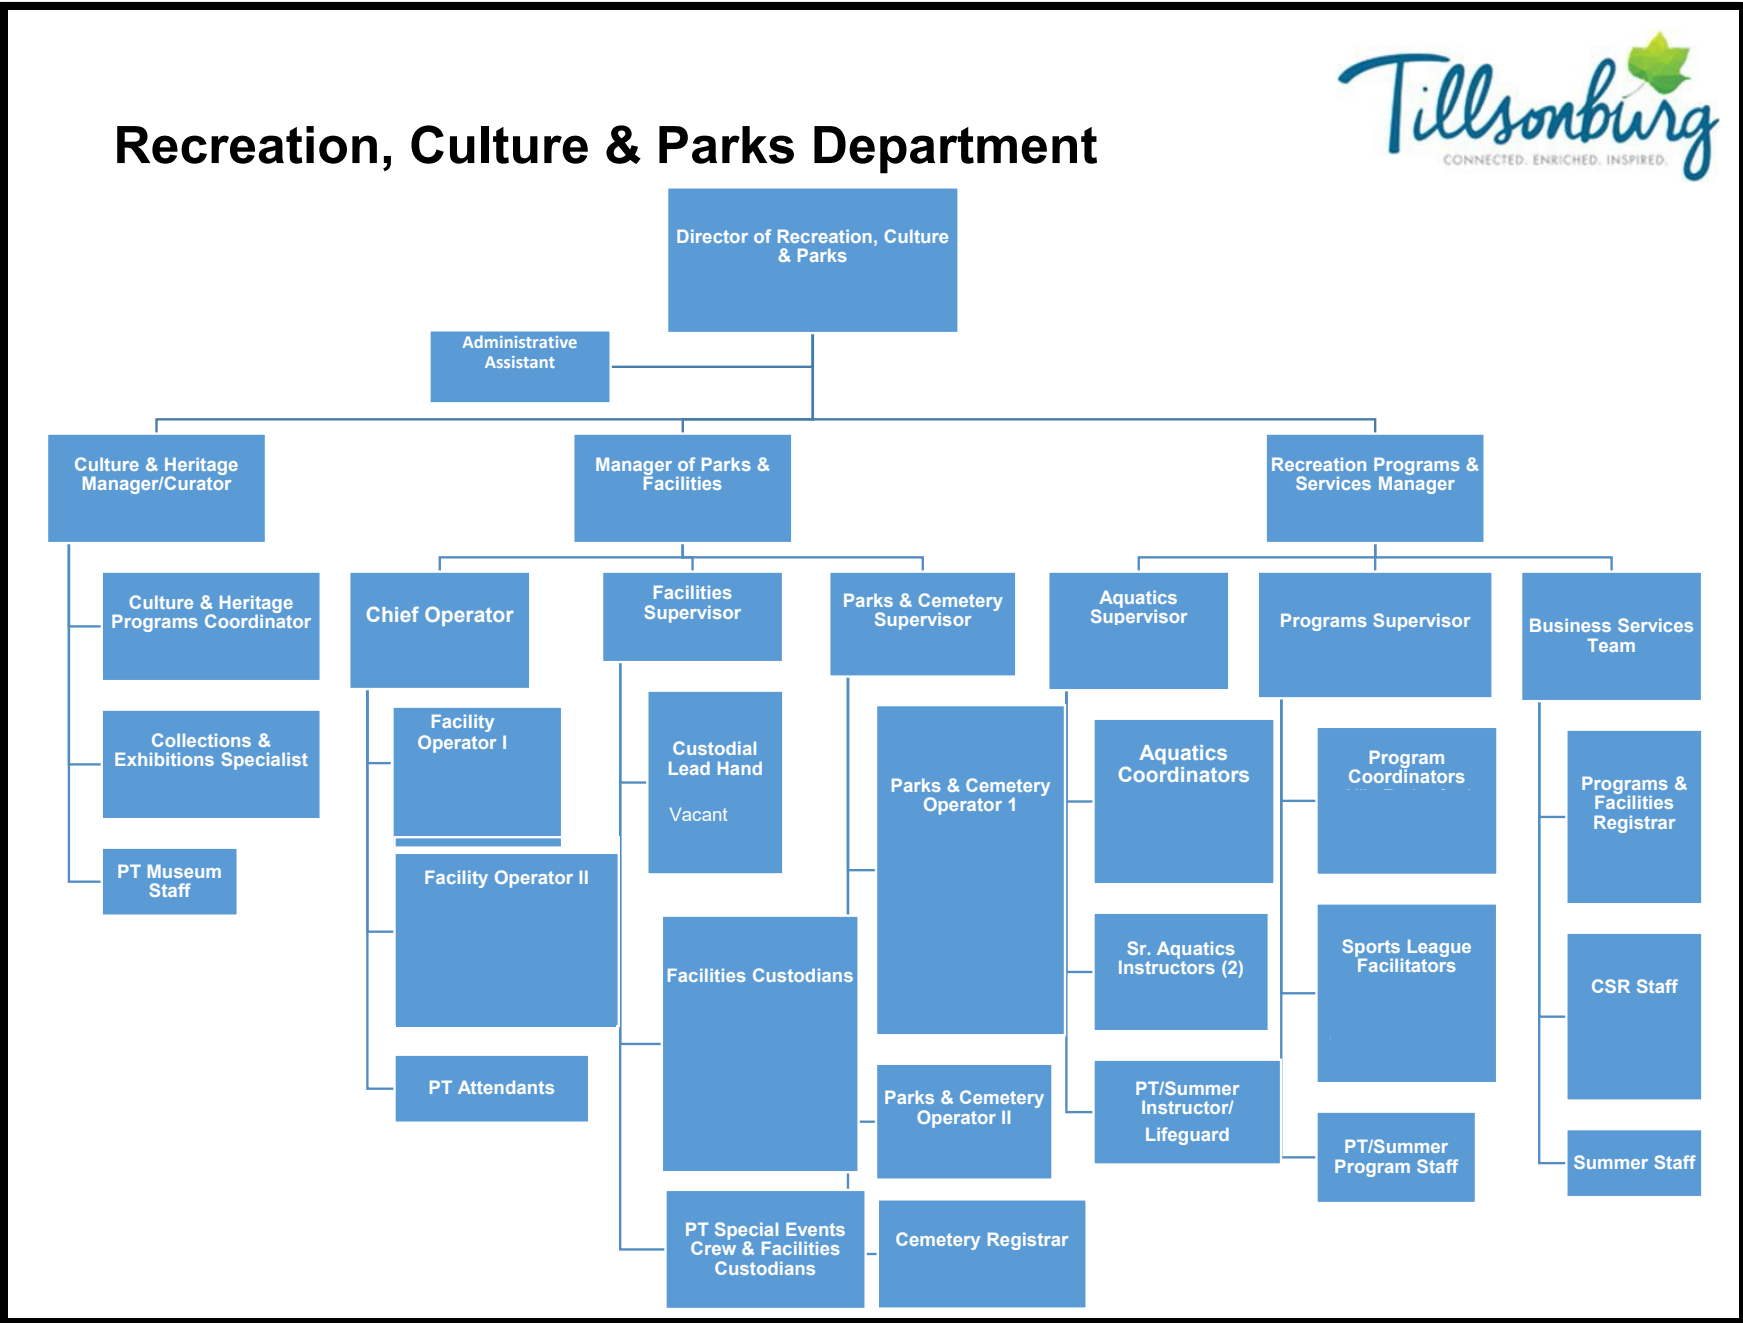 Tillsonburg
CONNECTED. ENRICHED. INSPIRED.
Recreation, Culture & Parks Department
Director of Recreation, Culture
& Parks
Administrative
Assistant
Culture & Heritage
Manager/Curator
Manager of Parks &
Facilities
Recreation Programs &
Services Manager
Culture & Heritage
Programs Coordinator
Collections &
Exhibitions Specialist
PT Museum
Staff
Chief Operator
Facility
Operator I
Facility Operator II
PT Attendants
Facilities
Supervisor
Custodial
Lead Hand
Vacant
Facilities Custodians
PT Special Events
Crew & Facilities
Custodians
Parks & Cemetery
Supervisor
Parks & Cemetery
Operator 1
Parks & Cemetery
Operator II
Cemetery Registrar
Aquatics
Supervisor
Aquatics
Coordinators
Sr. Aquatics
Instructors (2)
PT/Summer
Instructor/
Lifeguard
Programs Supervisor
Program
Coordinators
Sports League
Facilitators
PT/Summer
Program Staff
Business Services
Team
Programs &
Facilities
Registrar
CSR Staff
Summer Staff